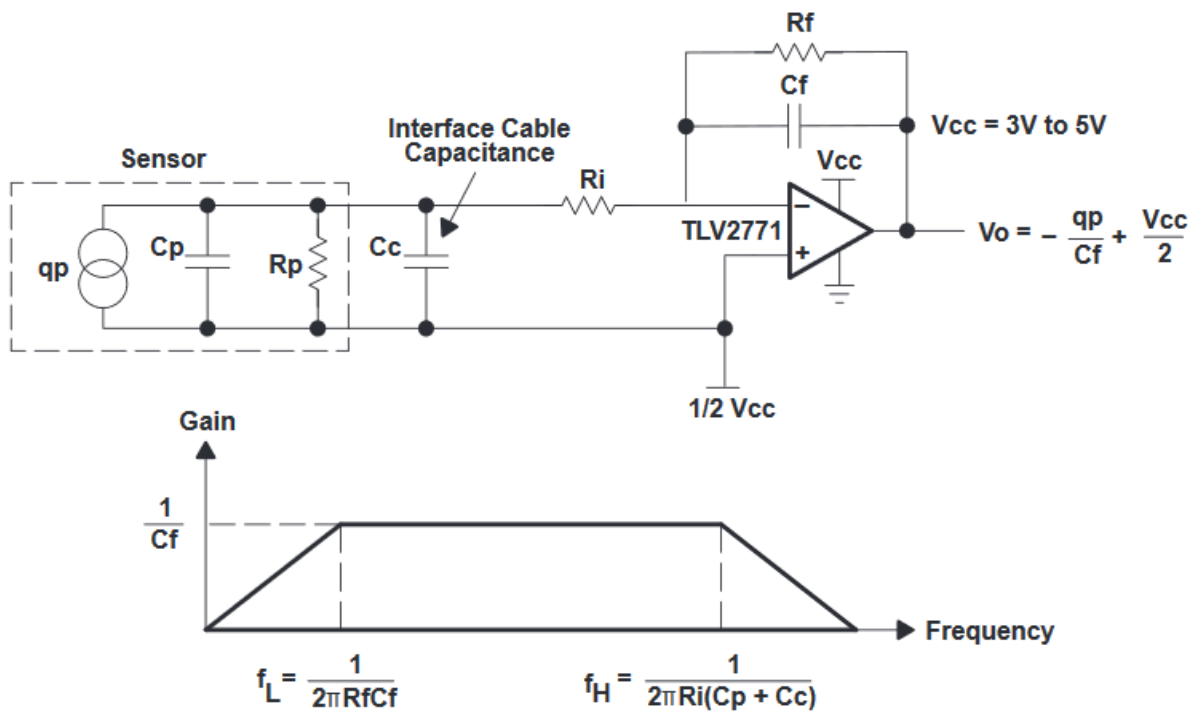 Rf
Cf
Vcc = 3V to 5V
Interface Cable
Capacitance
Sensor
Vcc
Ri
TLV2771
−
+
Vo = − qp/Cf + Vcc/2
qp
Cp
Rp
Cc
1/2 Vcc
Gain
1/Cf
Frequency
fL = 1/2πRfCf
fH = 1/2πRi(Cp + Cc)